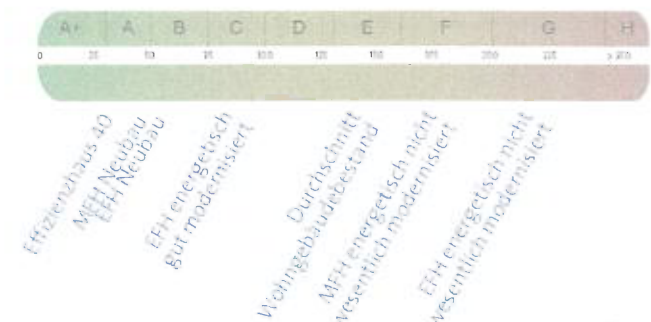 A+ A B C D E F G H
0 25 50 75 100 125 150 175 200 225 > 250
Effizienzhaus 40
MFH Neubau
EFH Neubau
EFH energetisch
gut modernisiert
Durchschnitt
Wohngebäudebestand
MFH energetisch nicht
wesentlich modernisiert
EFH energetisch nicht
wesentlich modernisiert